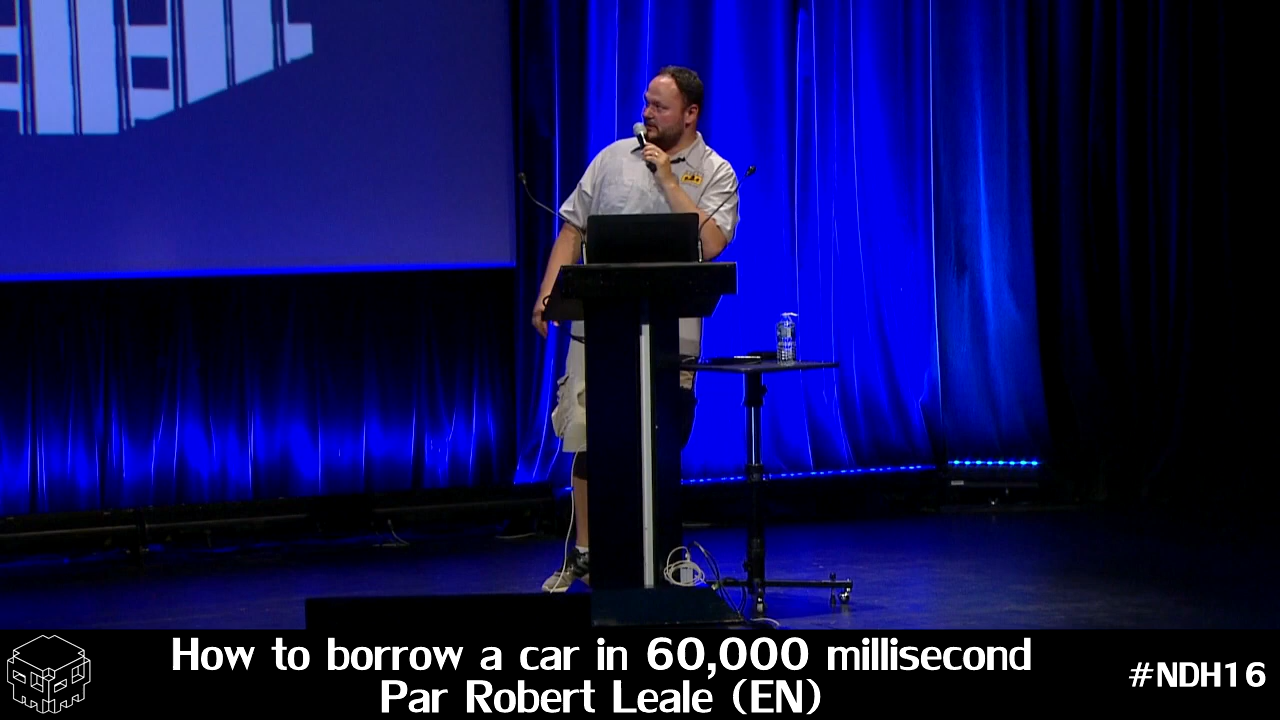 How to borrow a car in 60,000 millisecond
Par Robert Leale (EN)
#NDH16